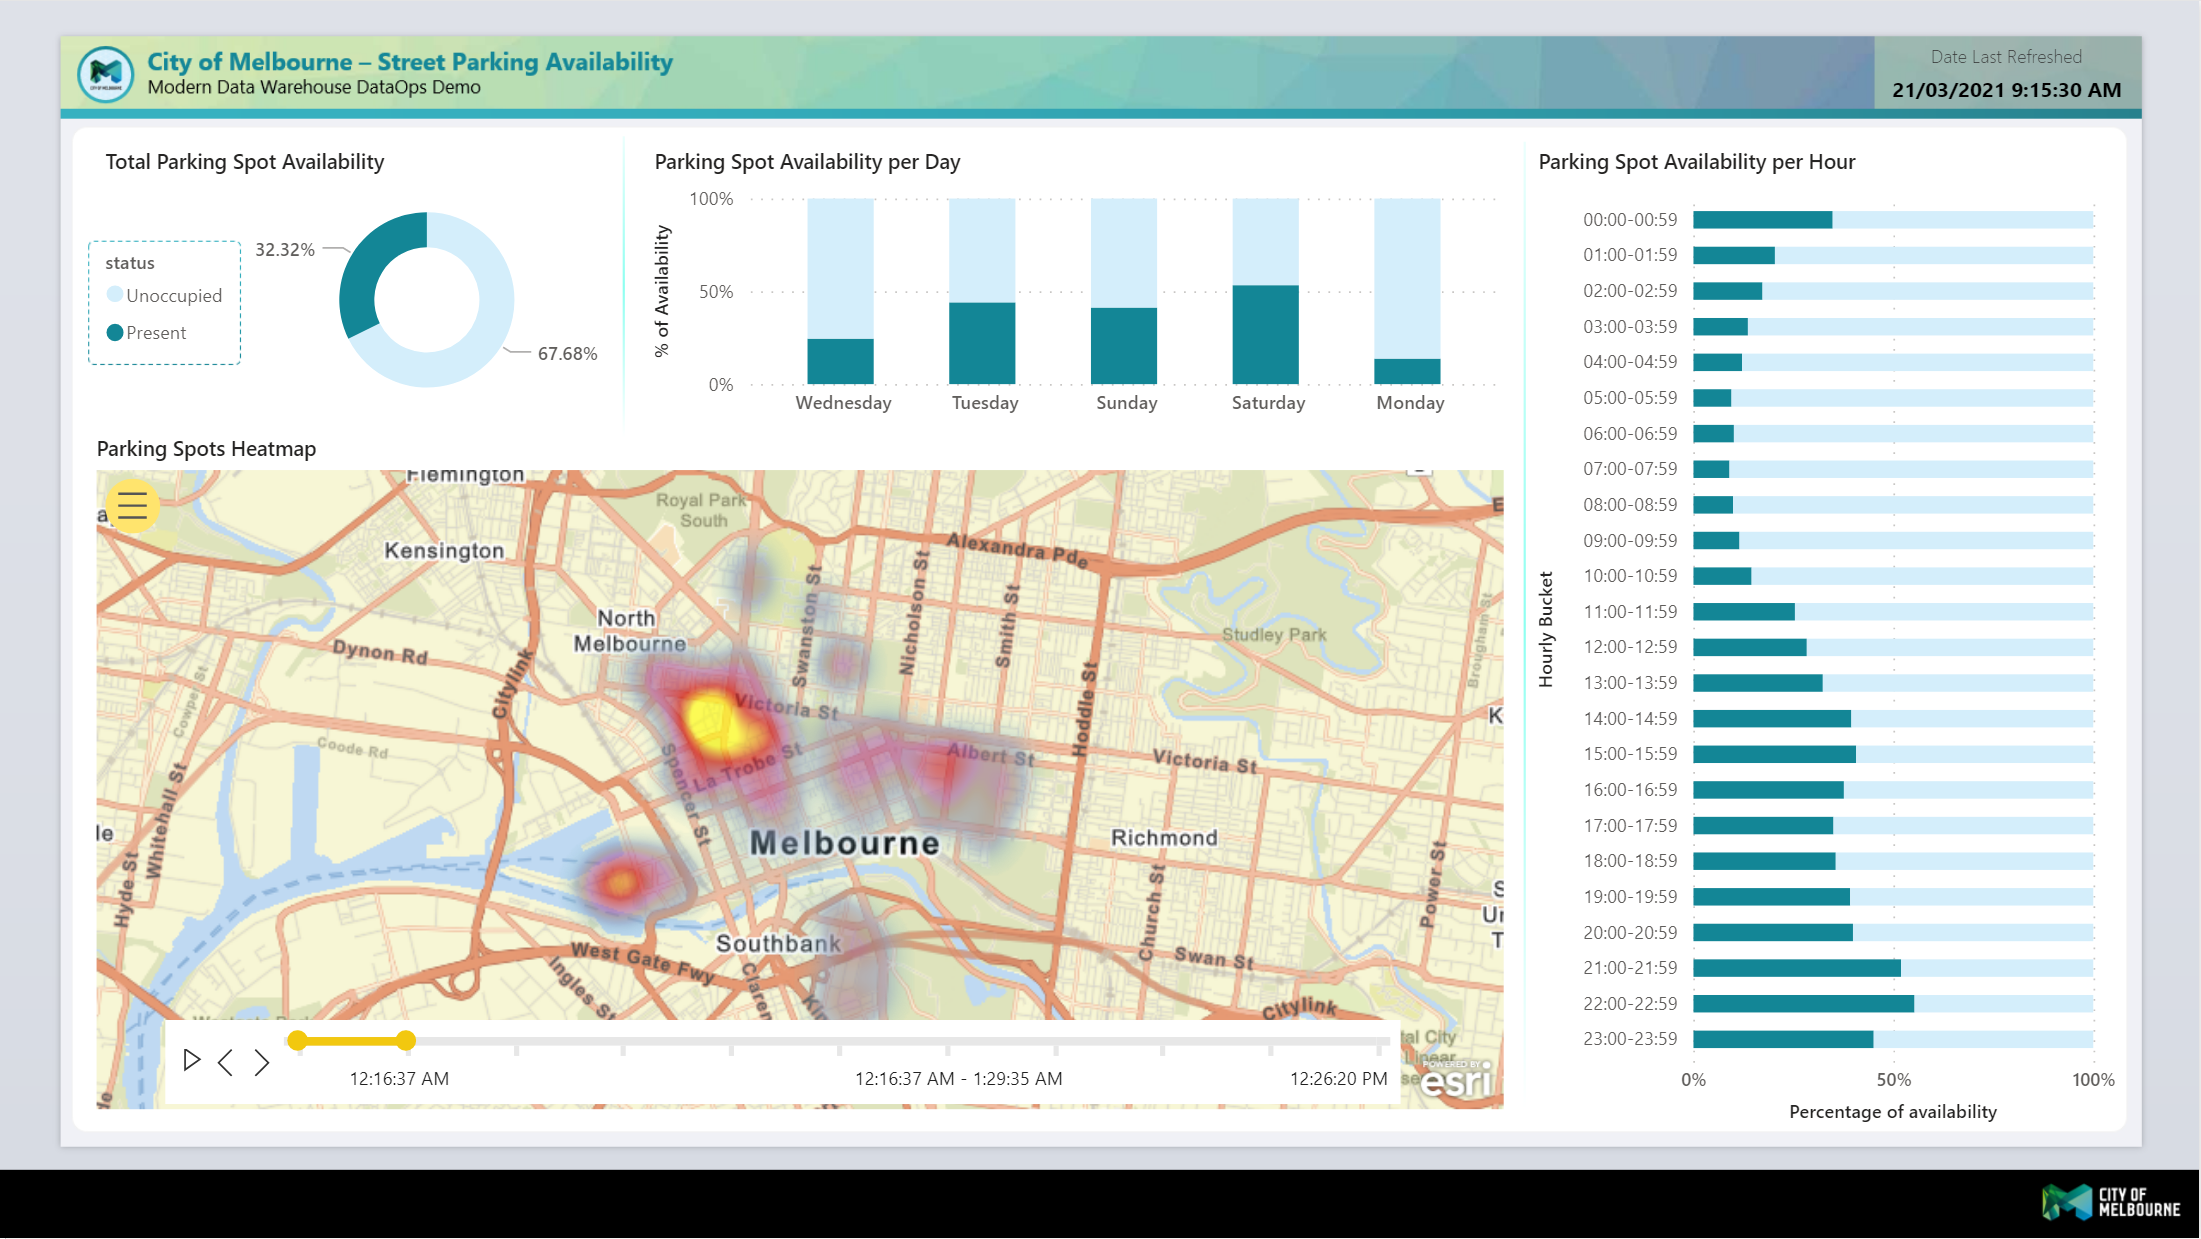 City of Melbourne – Street Parking Availability
Modern Data Warehouse DataOps Demo
Date Last Refreshed
21/03/2021 9:15:30 AM
Total Parking Spot Availability
status
Unoccupied
Present
32.32%
67.68%
Parking Spot Availability per Day
% of Availability
100%
50%
0%
Wednesday
Tuesday
Sunday
Saturday
Monday
Parking Spot Availability per Hour
Hourly Bucket
00:00-00:59
01:00-01:59
02:00-02:59
03:00-03:59
04:00-04:59
05:00-05:59
06:00-06:59
07:00-07:59
08:00-08:59
09:00-09:59
10:00-10:59
11:00-11:59
12:00-12:59
13:00-13:59
14:00-14:59
15:00-15:59
16:00-16:59
17:00-17:59
18:00-18:59
19:00-19:59
20:00-20:59
21:00-21:59
22:00-22:59
23:00-23:59
0%
50%
100%
Percentage of availability
Parking Spots Heatmap
Flemington
Royal Park
South
Kensington
Alexandra Pde
North
Melbourne
Swanston St
Nicholson St
Smith St
Studley Park
Brougham St
Dynon Rd
Citylink
Cowper St
Victoria St
Hoddle St
Coode Rd
Spencer St
La Trobe St
Albert St
Victoria St
Whitehall St
Melbourne
Richmond
Hyde St
Church St
Power St
Southbank
West Gate Fwy
Swan St
Ingles St
Citylink
12:16:37 AM
12:16:37 AM - 1:29:35 AM
12:26:20 PM
POWERED BY
esri
CITY OF
MELBOURNE